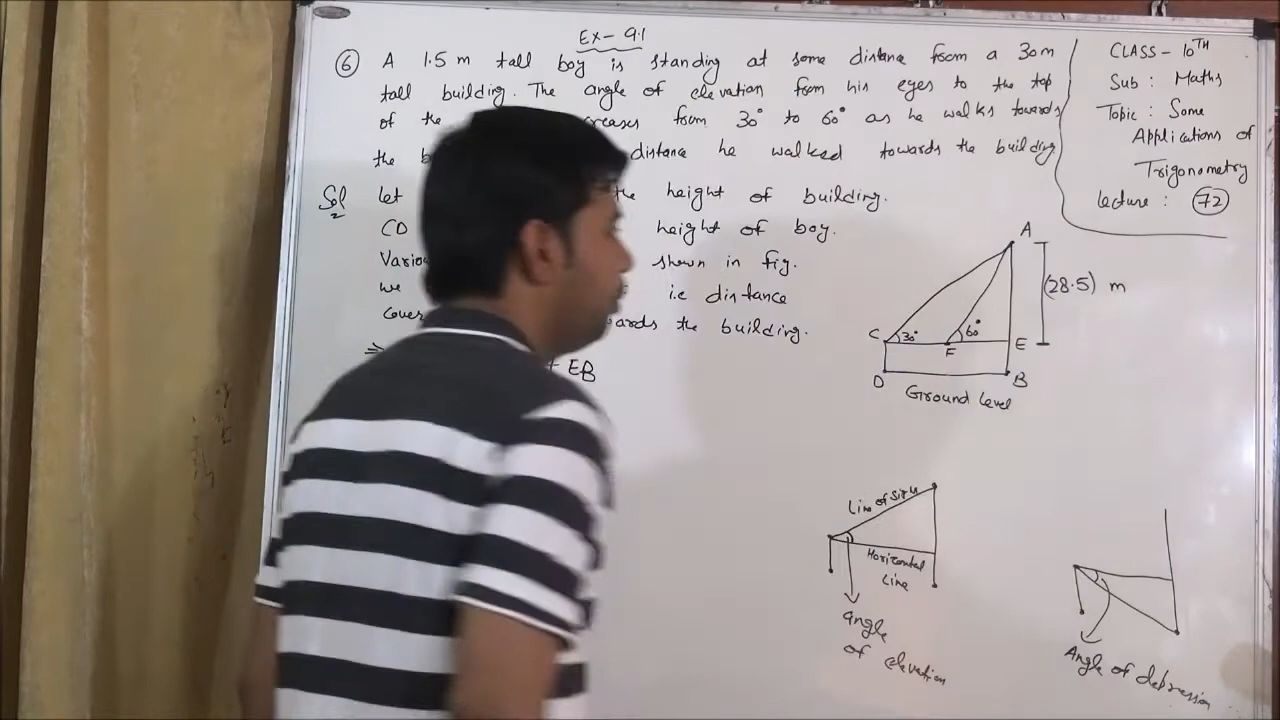 Ex- 9.1
⑥ A 1.5 m tall boy is standing at some distance from a 30m
tall building. The angle of elevation from his eyes to the top
of the creases from 30° to 60° as he walks towards
the b distance he walked towards the building
Sol let the height of building.
CD height of boy.
Vario shown in fig.
we i.e distance
cover wards the building.
⇒ + EB
CLASS - 10TH
Sub : Maths
Topic : Some
Applications of
Trigonometry
Lecture : 72
A
(28.5) m
C 30° F 60° E
D B
Ground level
Line of sight
Horizontal
Line
angle
of elevation
Angle of depression